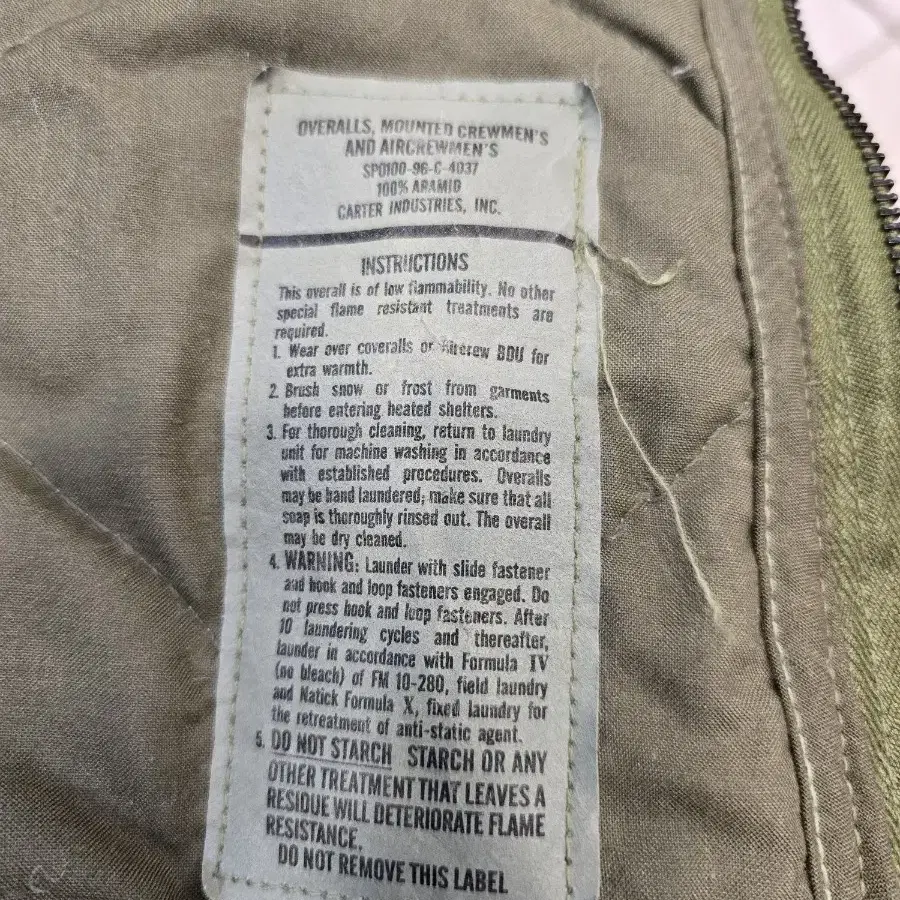 OVERALLS, MOUNTED CREWMEN'S
AND AIRCREWMEN'S
SPO100-96-C-4037
100% ARAMID
CARTER INDUSTRIES, INC.
INSTRUCTIONS
This overall is of low flammability. No other
special flame resistant treatments are
required.
1. Wear over coveralls or Aircrew BDU for
extra warmth.
2. Brush snow or frost from garments
before entering heated shelters.
3. For thorough cleaning, return to laundry
unit for machine washing in accordance
with established procedures. Overalls
may be hand laundered; make sure that all
soap is thoroughly rinsed out. The overall
may be dry cleaned.
4. WARNING: Launder with slide fastener
and hook and loop fasteners engaged. Do
not press hook and loop fasteners. After
10 laundering cycles and thereafter,
launder in accordance with Formula IV
(no bleach) of FM 10-280, field laundry
and Natick Formula X, fixed laundry for
the retreatment of anti-static agent.
5. DO NOT STARCH STARCH OR ANY
OTHER TREATMENT THAT LEAVES A
RESIDUE WILL DETERIORATE FLAME
RESISTANCE.
DO NOT REMOVE THIS LABEL